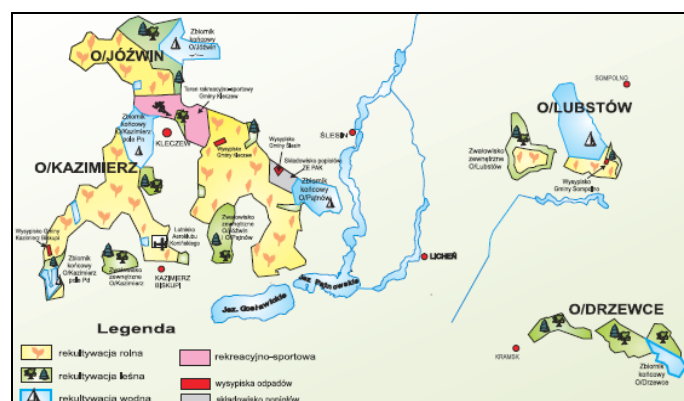 O/JÓŹWIN
Zbiornik
końcowy
O/Jóźwin
Teren rekreacyjno-sportowy
Gminy Kleczew
Zbiornik
końcowy
O/Kazimierz
pole Pn
KLECZEW
Wysypisko
Gminy Kleczew
Wysypisko
Gminy Ślesin
Składowisko popiołów
ZE PAK
Zbiornik
końcowy
O/Pątnów
ŚLESIN
O/KAZIMIERZ
Wysypisko Gminy
Kazimierz Biskupi
Zbiornik
końcowy
O/Kazimierz
pole Pd
Zwałowisko
zewnętrzne
O/Kazimierz
Lotnisko
Aeroklubu
Konińskiego
KAZIMIERZ
BISKUPI
Zwałowisko
zewnętrzne
O/Jóźwin
i O/Pątnów
Jez. Gosławickie
Jez. Pątnowskie
LICHEŃ
SOMPOLNO
O/LUBSTÓW
Zwałowisko
zewnętrzne
O/Lubstów
Wysypisko
Gminy Sompolno
O/DRZEWCE
KRAMSK
Zbiornik
końcowy
O/Drzewce
Legenda
rekultywacja rolna
rekultywacja leśna
rekultywacja wodna
rekreacyjno-sportowa
wysypiska odpadów
składowisko popiołów